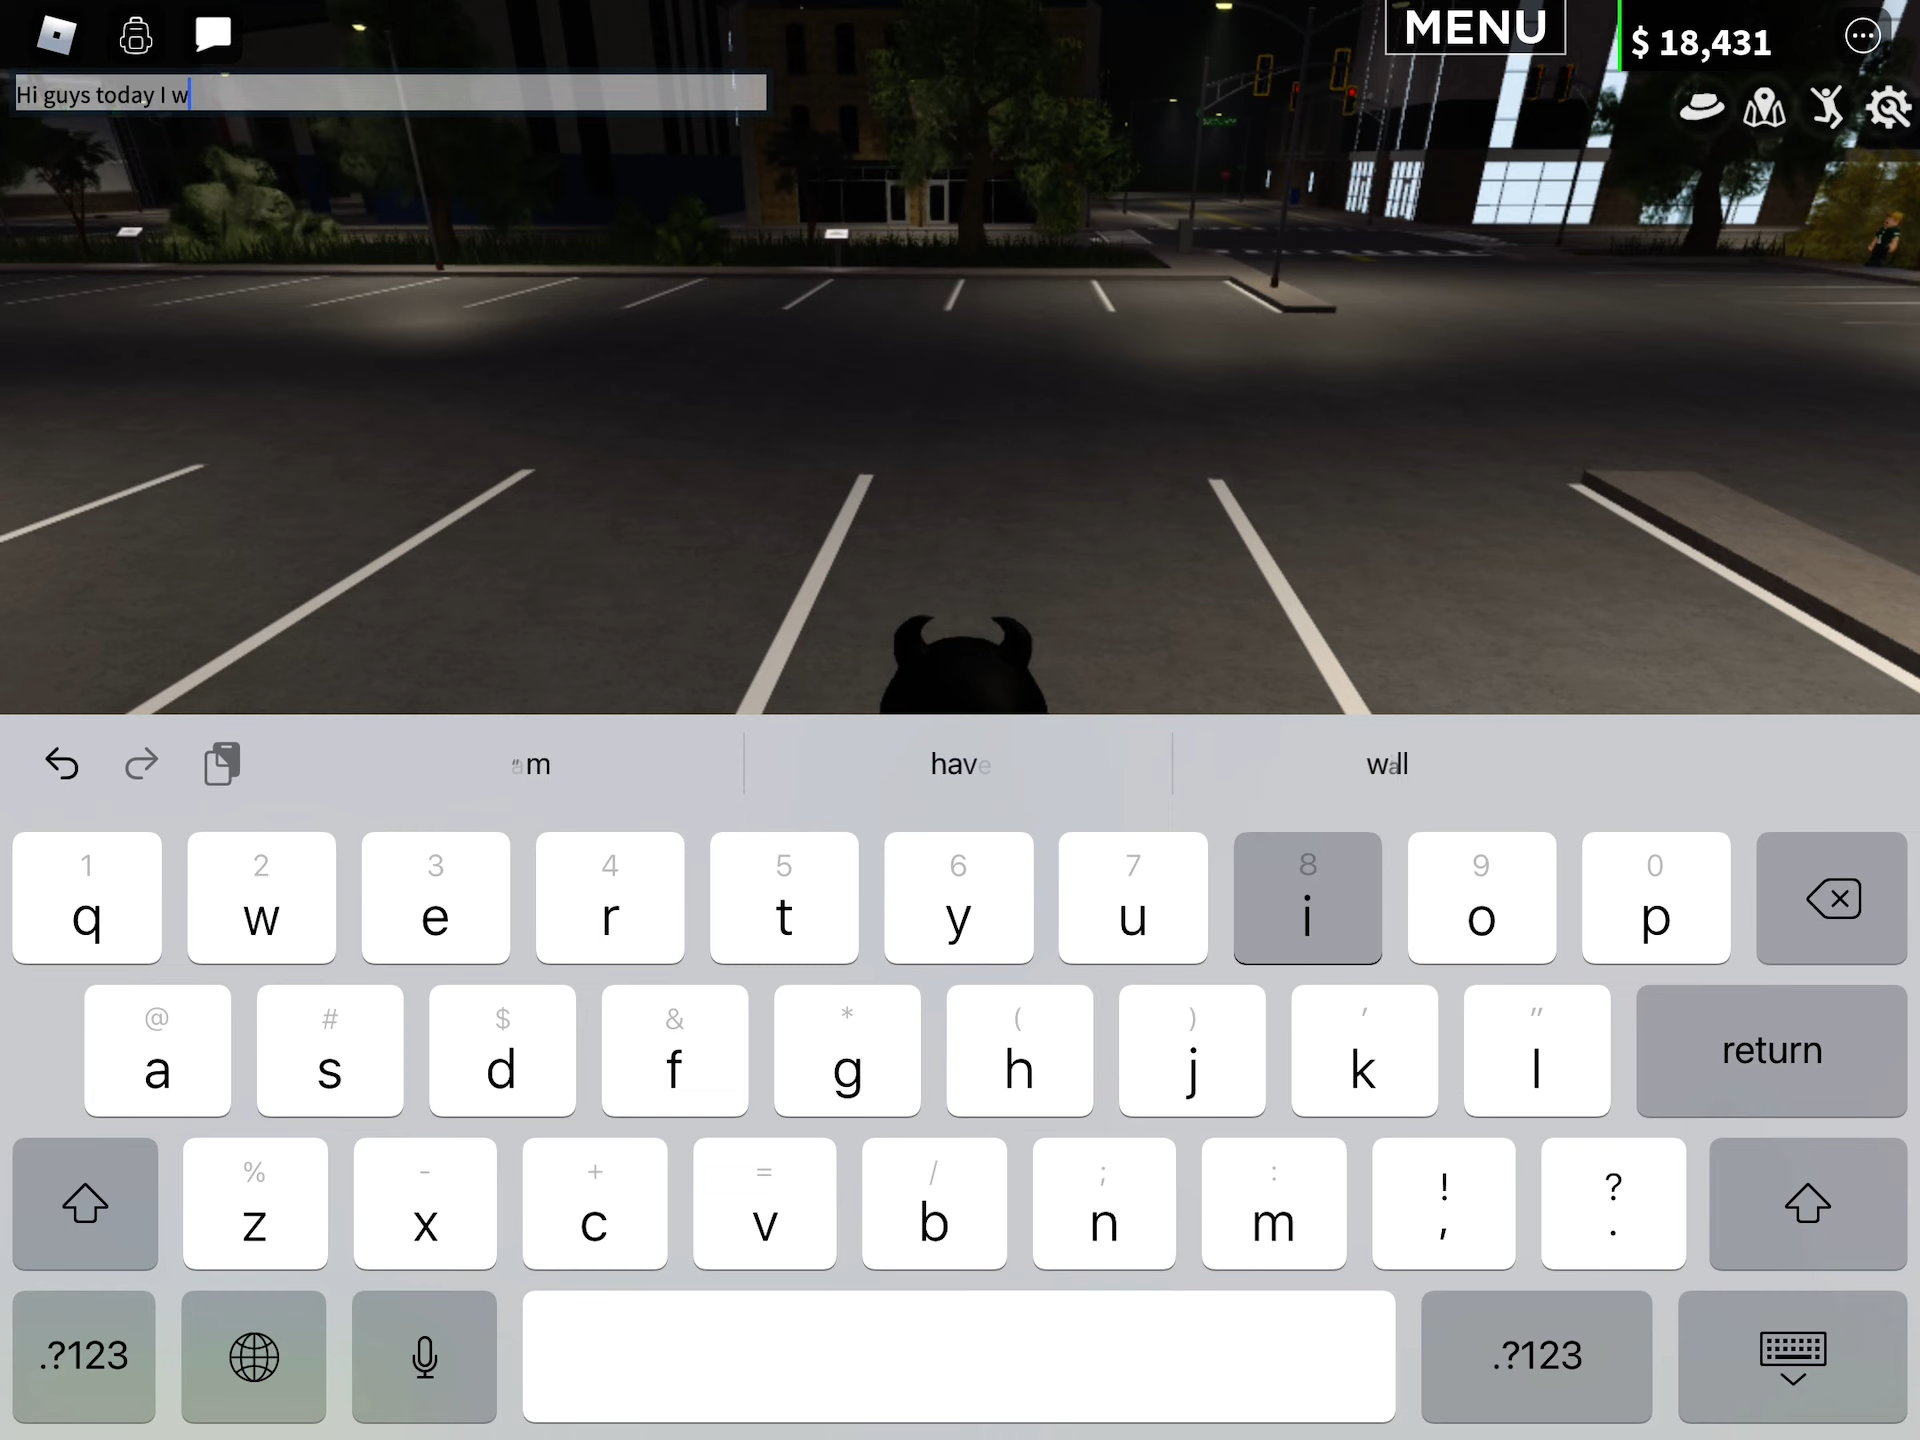 MENU
$ 18,431
Hi guys today I w
have
1 2 3 4 5 6 7 8 9 0
q w e r t y u i o p
@ # $ & * ( ) ' "
a s d f g h j k l return
% - + = / ; : ! ?
z x c v b n m , .
.?123 .?123